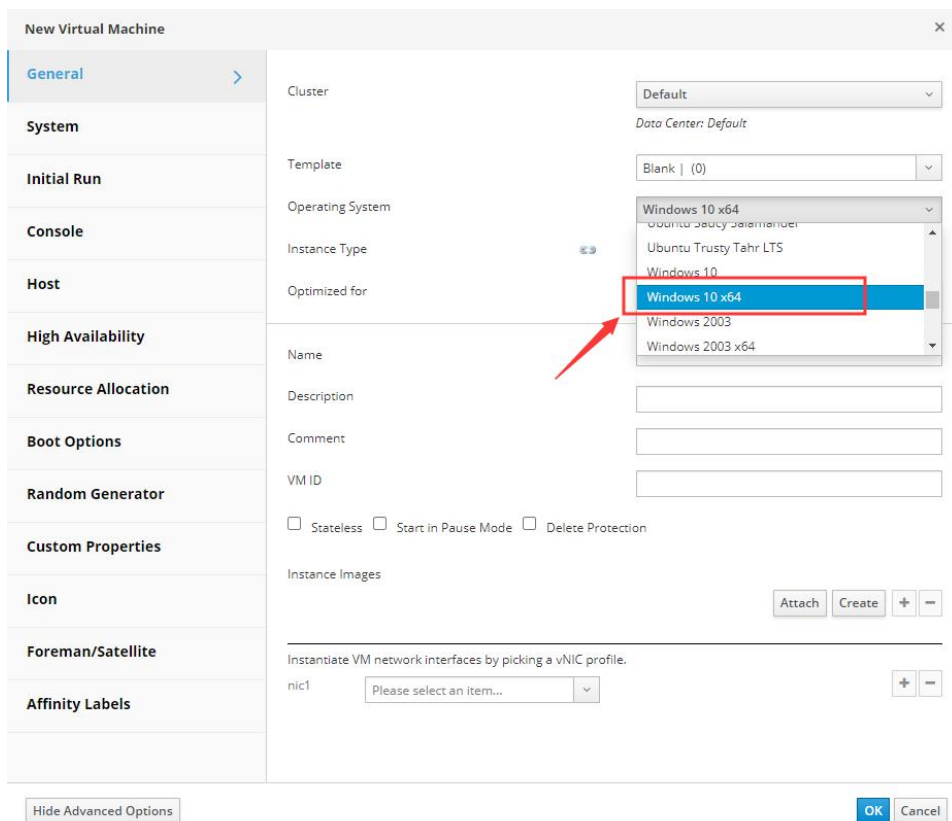 New Virtual Machine
General
System
Initial Run
Console
Host
High Availability
Resource Allocation
Boot Options
Random Generator
Custom Properties
Icon
Foreman/Satellite
Affinity Labels
Cluster
Default
Data Center: Default
Template
Blank | (0)
Operating System
Windows 10 x64
Ubuntu Saucy Salamander
Ubuntu Trusty Tahr LTS
Windows 10
Windows 10 x64
Windows 2003
Windows 2003 x64
Instance Type
Optimized for
Name
Description
Comment
VM ID
Stateless Start in Pause Mode Delete Protection
Instance Images
Attach Create + −
Instantiate VM network interfaces by picking a vNIC profile.
nic1 Please select an item... + −
Hide Advanced Options
OK Cancel